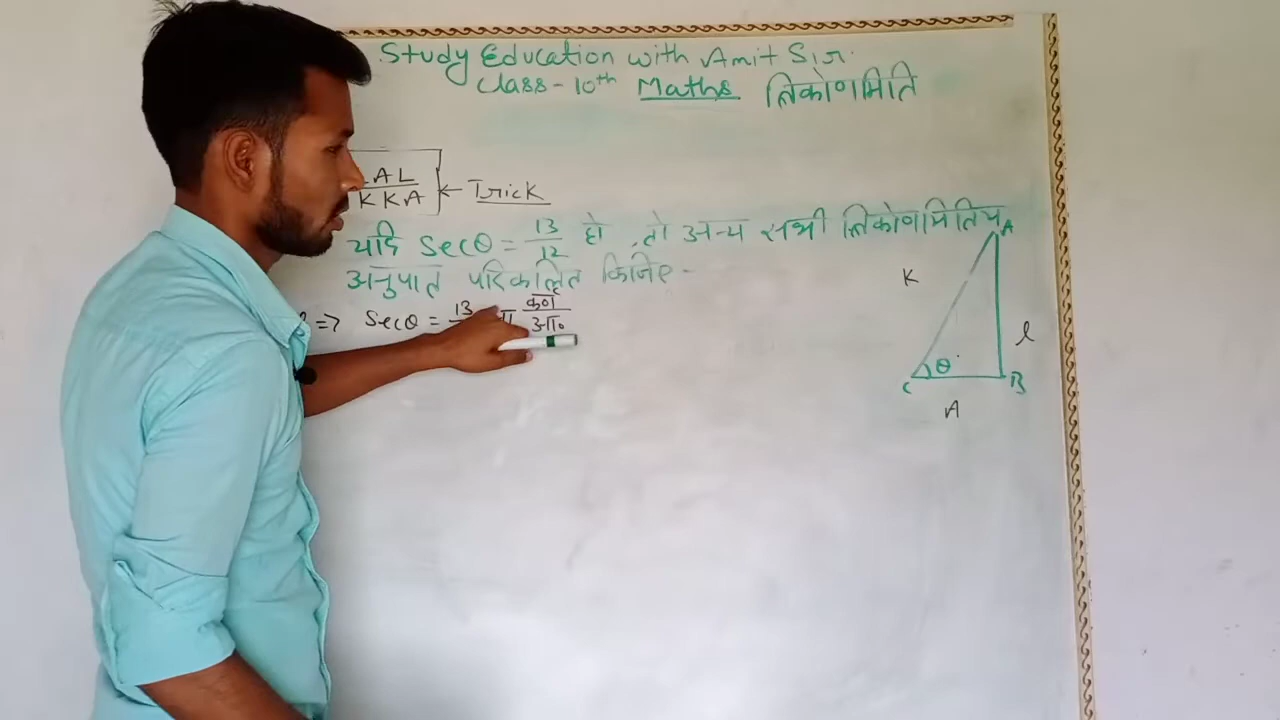 Study Education with Amit Sir.
Class-10th Maths त्रिकोणमिति
AL
KKA ← Trick
यदि Secθ = 13/12 हो , तो अन्य सभी त्रिकोणमितिय
अनुपात परिकलित किजिए -
=> Secθ = 13 कर्ण/आ०
A
K
l
θ
C B
A